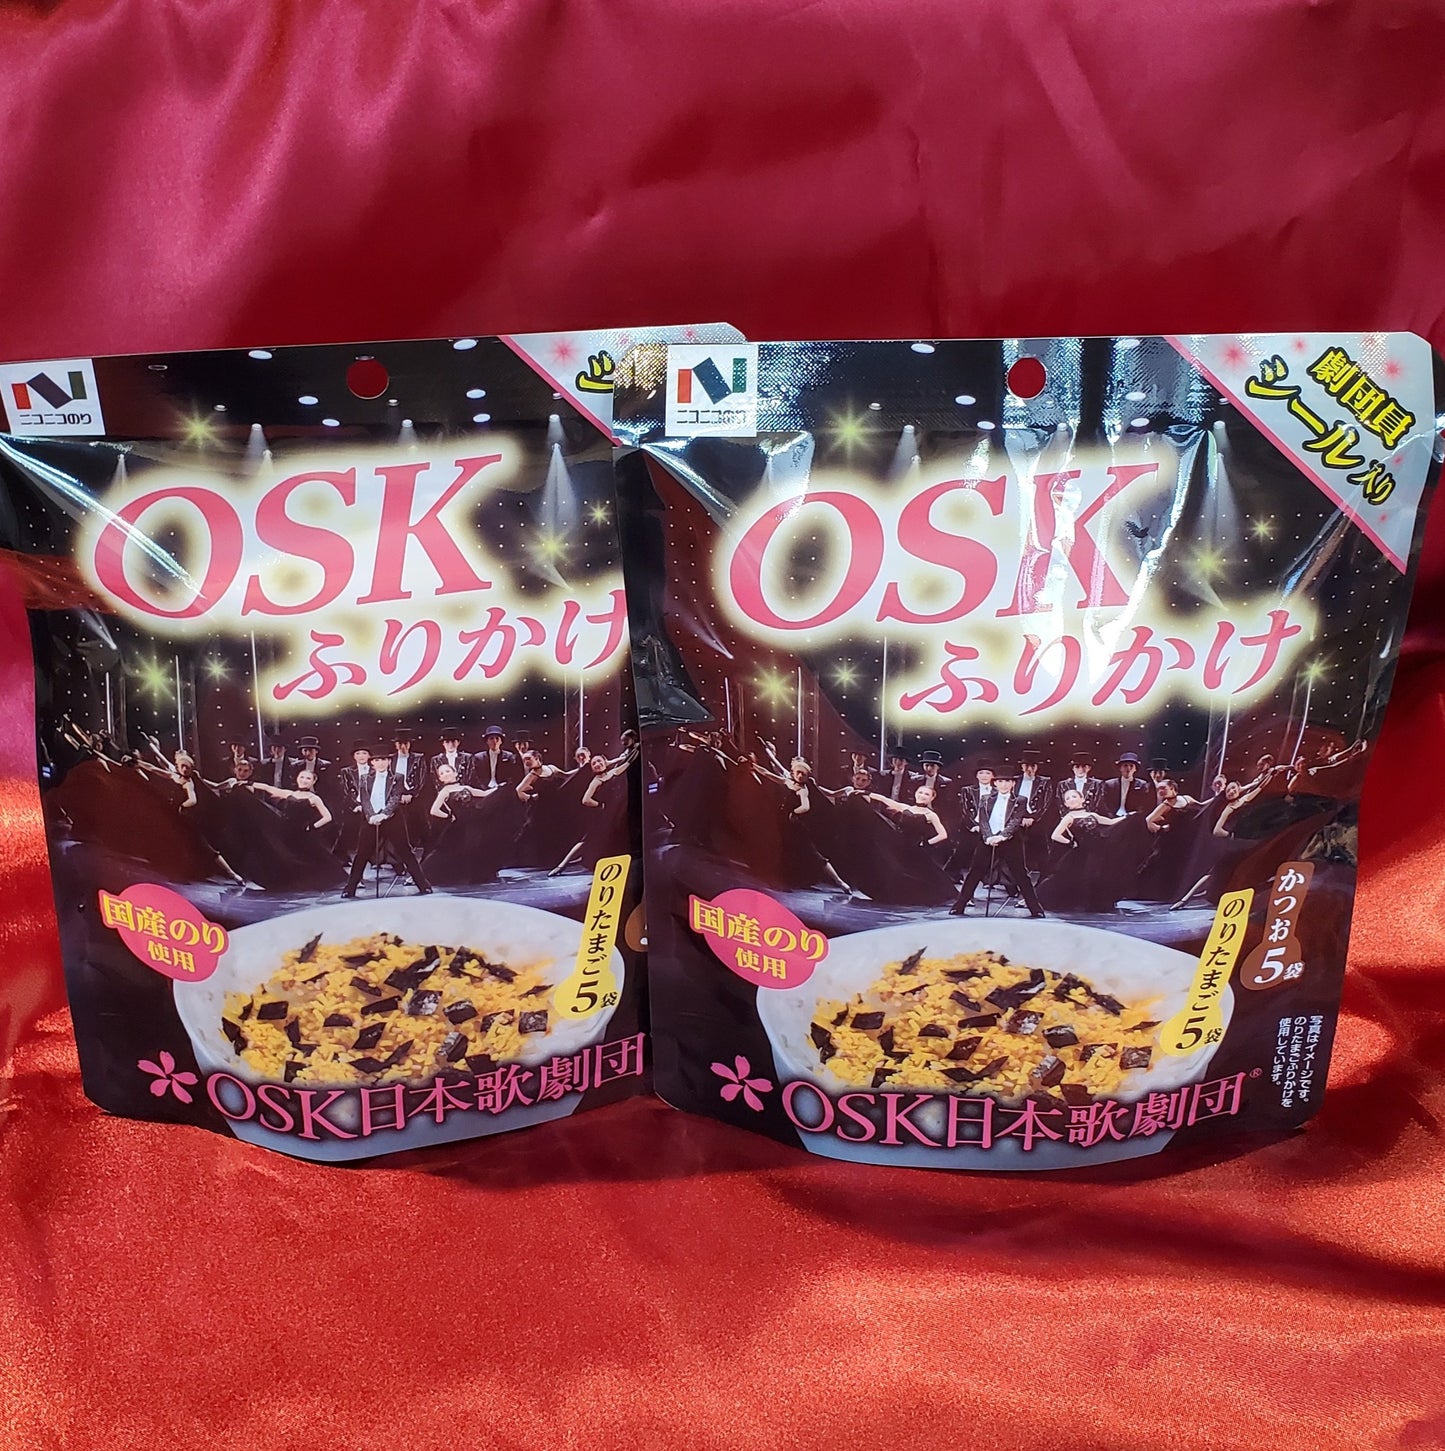 ニコニコのり
シ
OSK
ふりかけ
国産のり
使用
のりたまご5袋
OSK日本歌劇団
ニコニコのり
劇団員
シール入り
OSK
ふりかけ
国産のり
使用
のりたまご5袋
かつお5袋
OSK日本歌劇団®
写真はイメージです。
のりたまごふりかけを
使用しています。